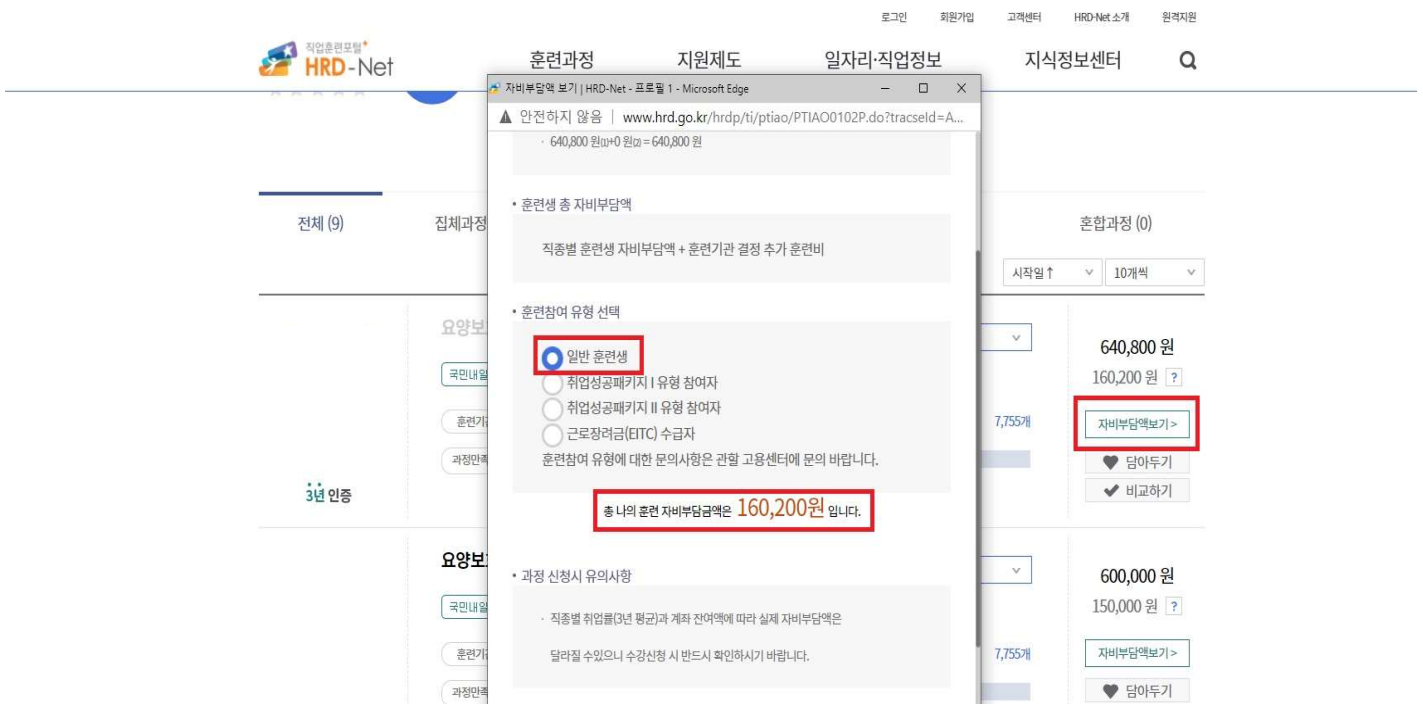 로그인 회원가입 고객센터 HRD-Net 소개 원격지원
직업훈련포털
HRD-Net
훈련과정 지원제도 일자리·직업정보 지식정보센터
자비부담액 보기 | HRD-Net - 프로필 1 - Microsoft Edge
안전하지 않음 | www.hrd.go.kr/hrdp/ti/ptiao/PTIAO0102P.do?tracseId=A...
· 640,800 원(1)+0 원(2) = 640,800 원
• 훈련생 총 자비부담액
직종별 훈련생 자비부담액 + 훈련기관 결정 추가 훈련비
• 훈련참여 유형 선택
일반 훈련생
취업성공패키지 I 유형 참여자
취업성공패키지 II 유형 참여자
근로장려금(EITC) 수급자
훈련참여 유형에 대한 문의사항은 관할 고용센터에 문의 바랍니다.
총 나의 훈련 자비부담금액은 160,200원 입니다.
• 과정 신청시 유의사항
· 직종별 취업률(3년 평균)과 계좌 잔여액에 따라 실제 자비부담액은
달라질 수있으니 수강신청 시 반드시 확인하시기 바랍니다.
전체 (9) 집체과정 혼합과정 (0)
시작일↑ 10개씩
요양보
국민내일
훈련기관
과정만족
3년 인증
7,755개
640,800 원
160,200 원 ?
자비부담액보기 >
담아두기
비교하기
요양보
국민내일
훈련기관
과정만족
7,755개
600,000 원
150,000 원 ?
자비부담액보기 >
담아두기